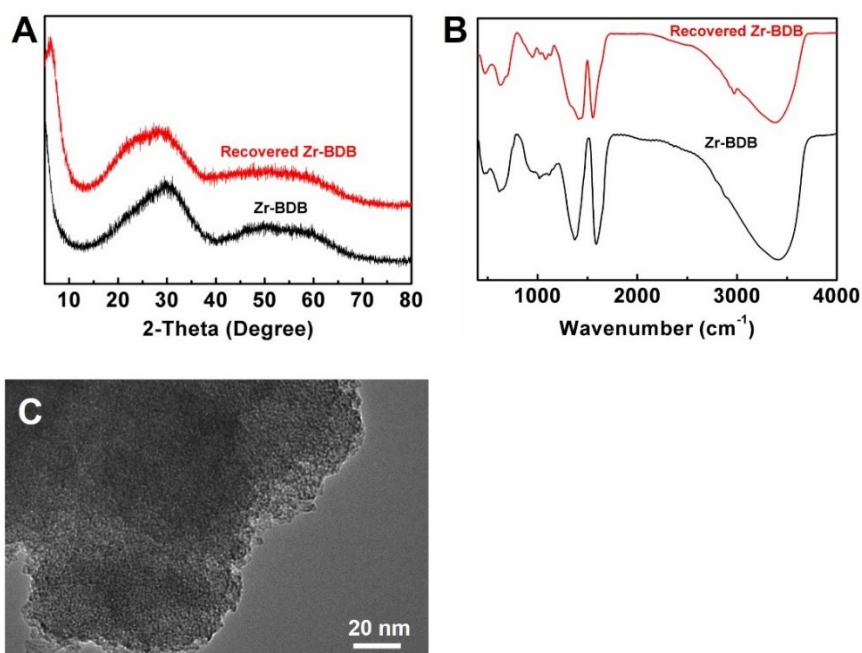 A
Recovered Zr-BDB
Zr-BDB
10 20 30 40 50 60 70 80
2-Theta (Degree)
B
Recovered Zr-BDB
Zr-BDB
1000 2000 3000 4000
Wavenumber (cm⁻¹)
C
20 nm